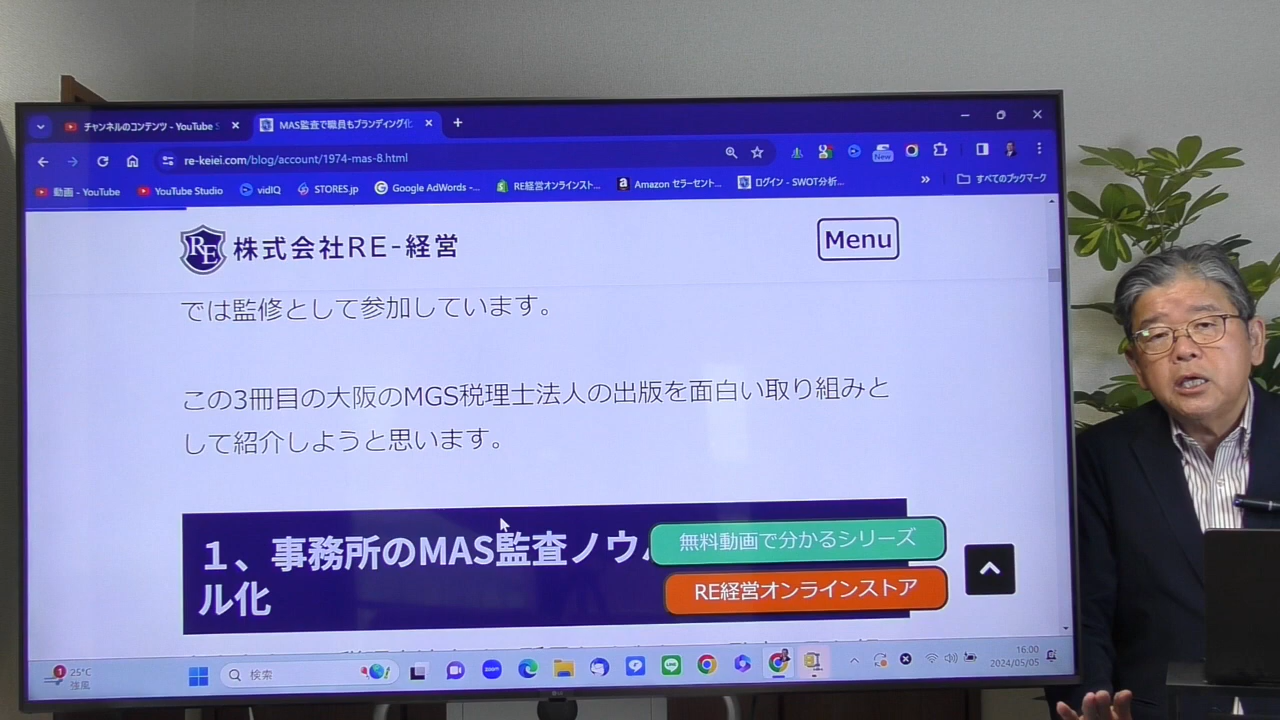 チャンネルのコンテンツ - YouTube S
MAS監査で職員もブランディング化
re-keiei.com/blog/account/1974-mas-8.html
New
動画 - YouTube
YouTube Studio
vidIQ
STORES.jp
Google AdWords -...
RE経営オンラインスト...
Amazon セラーセント...
ログイン - SWOT分析...
»
すべてのブックマーク
RE
株式会社RE-経営
Menu
では監修として参加しています。
この3冊目の大阪のMGS税理士法人の出版を面白い取り組みと
して紹介しようと思います。
1、事務所のMAS監査ノウ
ル化
無料動画で分かるシリーズ
RE経営オンラインストア
1
25°C
強風
検索
zoom
16:00
2024/05/05
LG